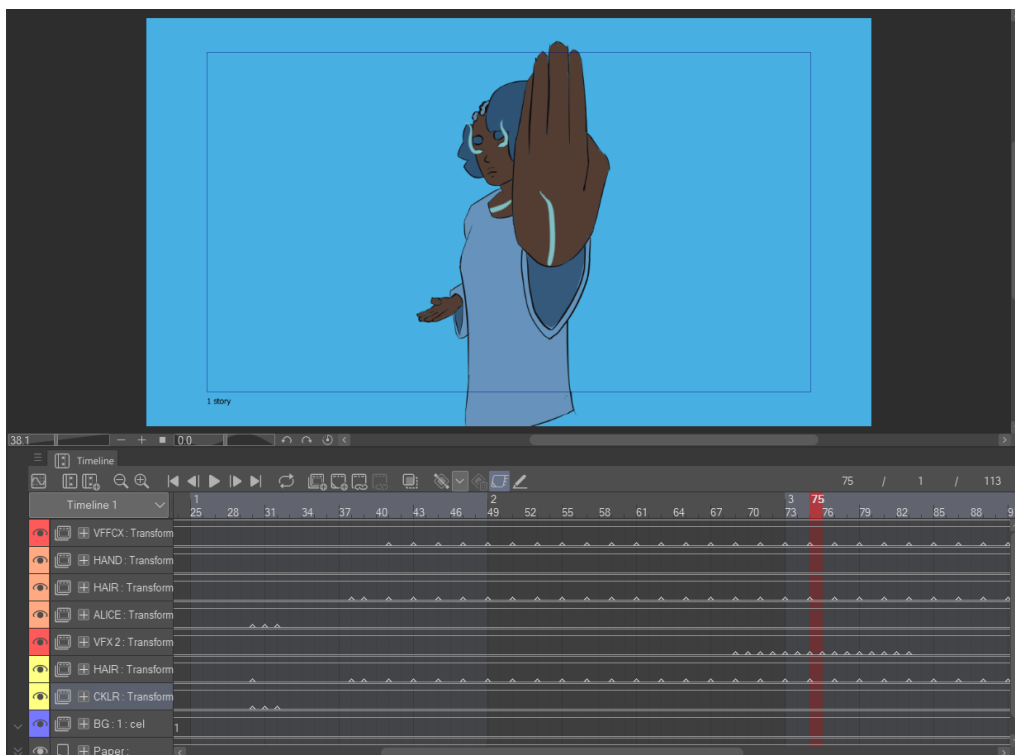 1 story
38.1 0.0
Timeline
75 / 1 / 113
Timeline 1
1 2 3 75
25 28 31 34 37 40 43 46 49 52 55 58 61 64 67 70 73 76 79 82 85 88 9
VFFCX : Transform
HAND : Transform
HAIR : Transform
ALICE : Transform
VFX 2 : Transform
HAIR : Transform
CKLR : Transform
BG : 1 : cel 1
Paper :